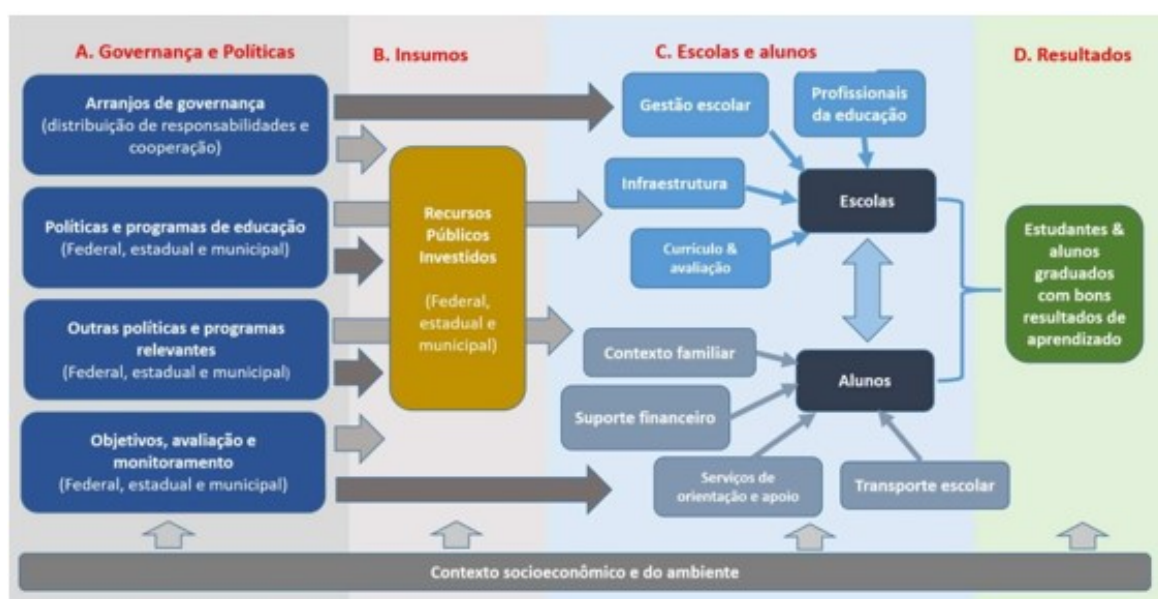 A. Governança e Políticas
Arranjos de governança
(distribuição de responsabilidades e
cooperação)
Políticas e programas de educação
(Federal, estadual e municipal)
Outras políticas e programas
relevantes
(Federal, estadual e municipal)
Objetivos, avaliação e
monitoramento
(Federal, estadual e municipal)
B. Insumos
Recursos
Públicos
Investidos
(Federal,
estadual e
municipal)
C. Escolas e alunos
Gestão escolar
Profissionais
da educação
Infraestrutura
Escolas
Currículo &
avaliação
Contexto familiar
Alunos
Suporte financeiro
Serviços de
orientação e apoio
Transporte escolar
D. Resultados
Estudantes &
alunos
graduados
com bons
resultados de
aprendizado
Contexto socioeconômico e do ambiente